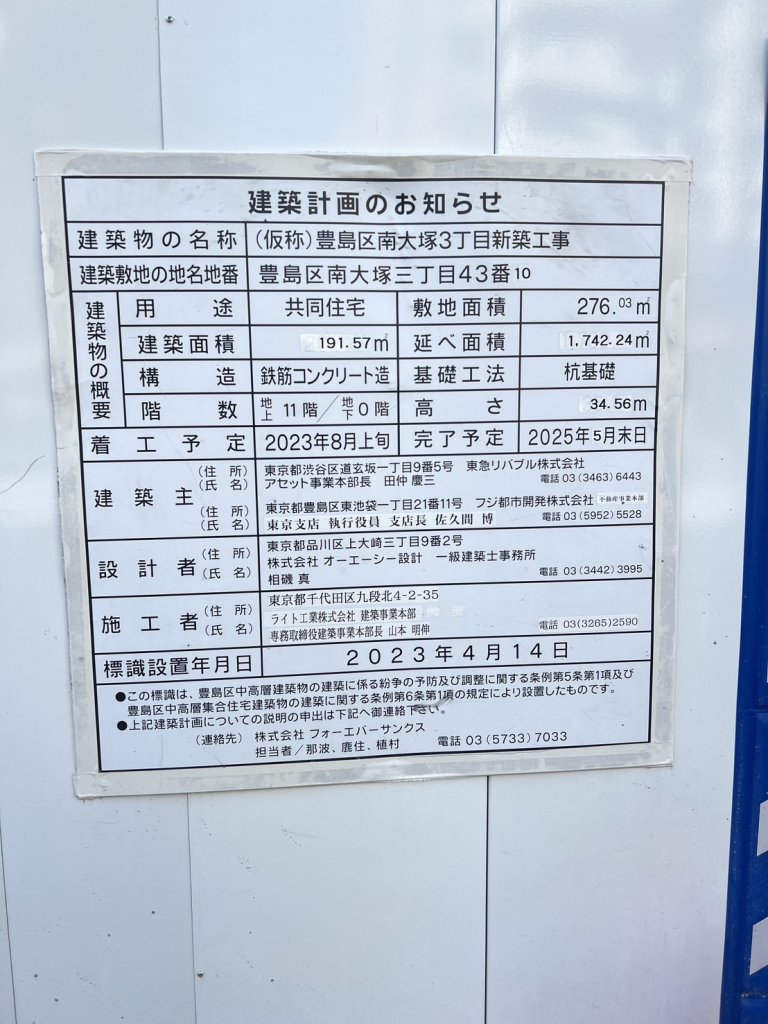 建築計画のお知らせ
建築物の名称 (仮称)豊島区南大塚3丁目新築工事
建築敷地の地名地番 豊島区南大塚三丁目43番10
建築物の概要
用途 共同住宅 敷地面積 276.03㎡
建築面積 191.57㎡ 延べ面積 1,742.24㎡
構造 鉄筋コンクリート造 基礎工法 杭基礎
階数 地上11階/地下0階 高さ 34.56m
着工予定 2023年8月上旬 完了予定 2025年5月末日
建築主 (住所) 東京都渋谷区道玄坂一丁目9番5号 東急リバブル株式会社
(氏名) アセット事業本部長 田仲 慶三 電話 03(3463)6443
(住所) 東京都豊島区東池袋一丁目21番11号 フジ都市開発株式会社 不動産事業本部
(氏名) 東京支店 執行役員 支店長 佐久間 博 電話 03(5952)5528
設計者 (住所) 東京都品川区上大崎三丁目9番2号
(氏名) 株式会社 オーエーシー設計 一級建築士事務所
相磯 真 電話 03(3442)3995
施工者 (住所) 東京都千代田区九段北4-2-35
(氏名) ライト工業株式会社 建築事業本部
専務取締役建築事業本部長 山本 明伸 電話 03(3265)2590
標識設置年月日 2023年4月14日
●この標識は、豊島区中高層建築物の建築に係る紛争の予防及び調整に関する条例第5条第1項及び
豊島区中高層集合住宅建築物の建築に関する条例第6条第1項の規定により設置したものです。
●上記建築計画についての説明の申出は下記へ御連絡下さい。
(連絡先) 株式会社 フォーエバーサンクス
担当者/那波、鹿住、植村 電話 03(5733)7033